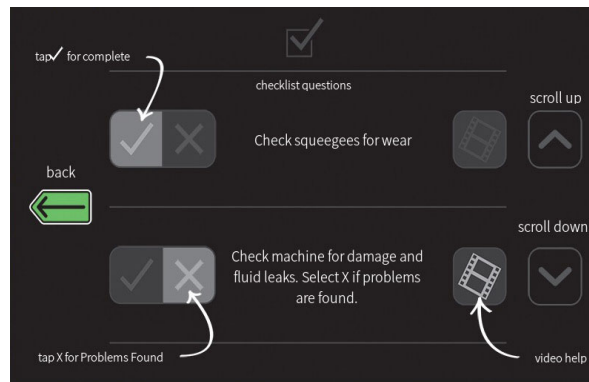 tap✓ for complete
checklist questions
scroll up
Check squeegees for wear
back
scroll down
Check machine for damage and
fluid leaks. Select X if problems
are found.
tap X for Problems Found
video help